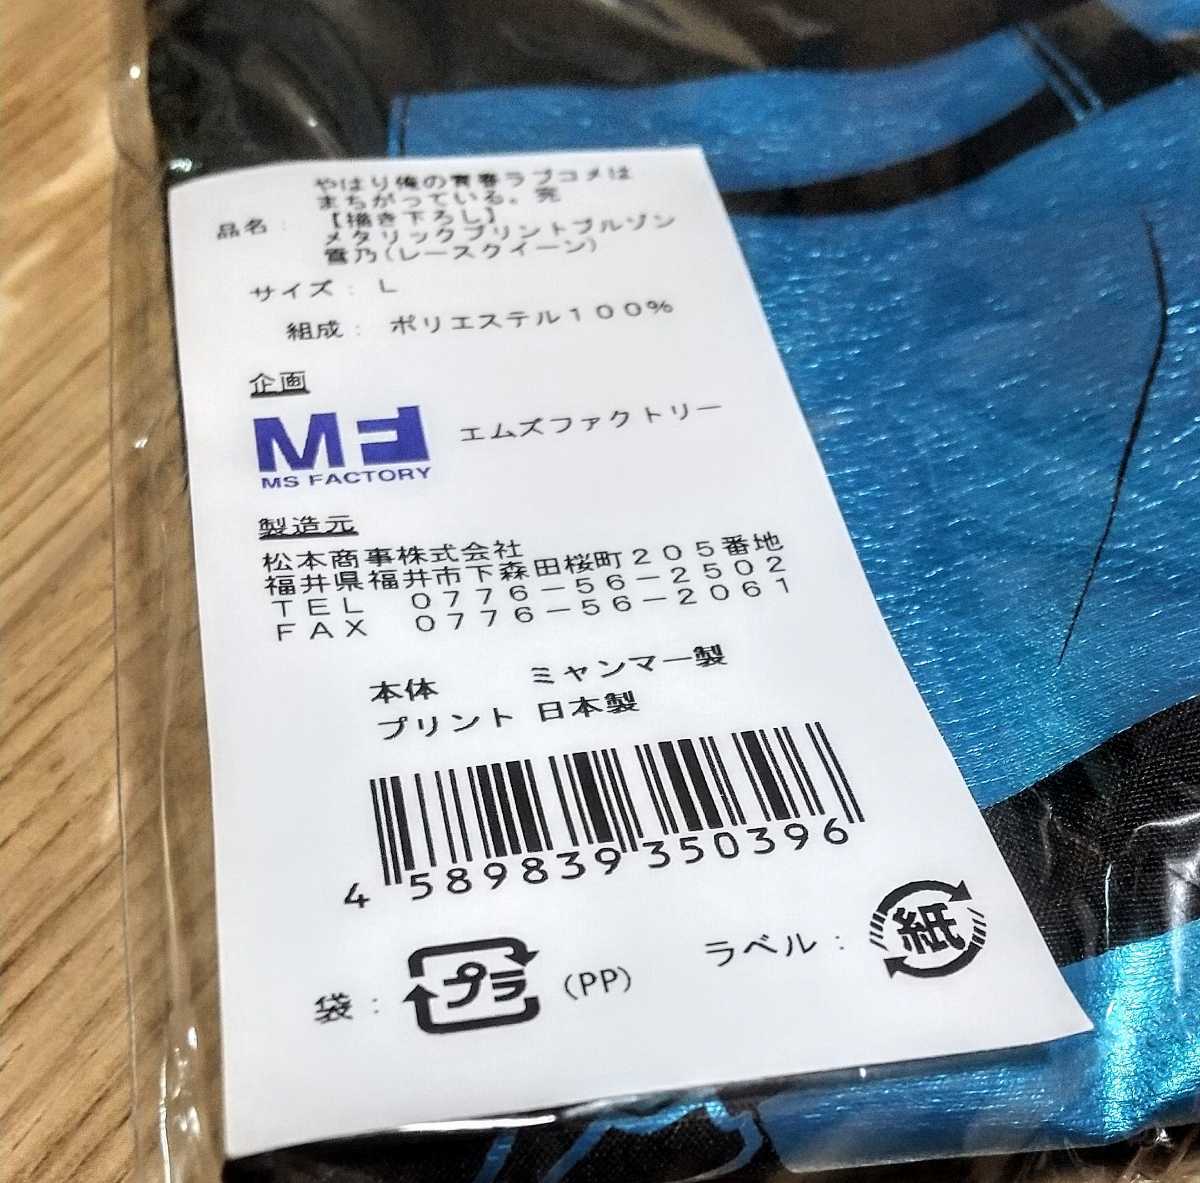 やはり俺の青春ラブコメは
まちがっている。完
品名：【描き下ろし】
メタリックプリントブルゾン
雪乃(レースクイーン)
サイズ： L
組成： ポリエステル１００％
企画
MF
MS FACTORY
エムズファクトリー
製造元
松本商事株式会社
福井県福井市下森田桜町２０５番地
ＴＥＬ ０７７６－５６－２５０２
ＦＡＸ ０７７６－５６－２０６１
本体 ミャンマー製
プリント 日本製
4 589839 350396
袋： プラ (PP)
ラベル： 紙